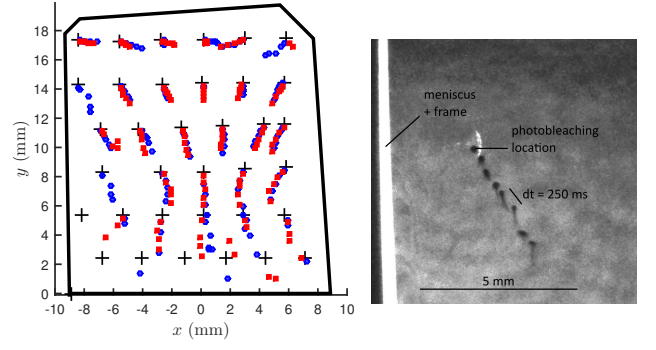 18
16
14
12
10
8
6
4
2
0
y (mm)
-10 -8 -6 -4 -2 0 2 4 6 8 10
x (mm)
meniscus
+ frame
photobleaching
location
dt = 250 ms
5 mm